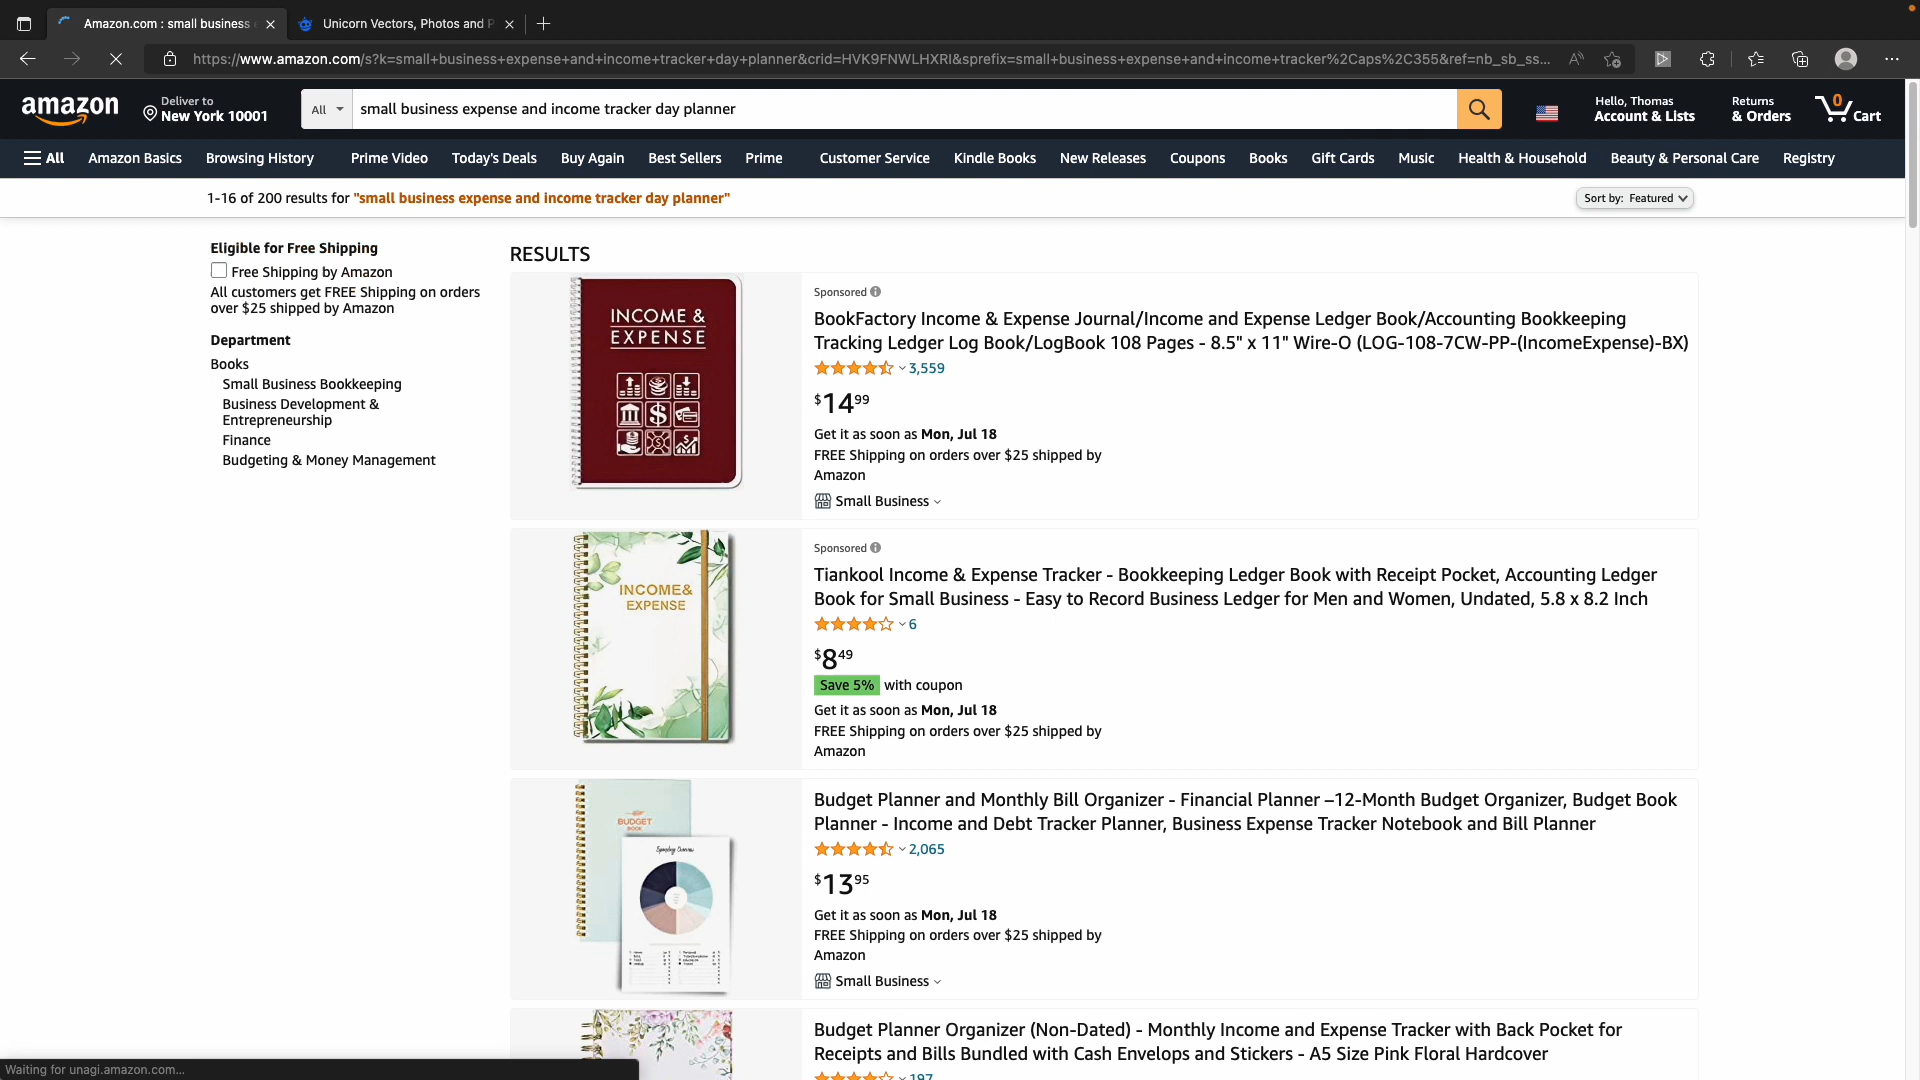 Amazon.com : small business
Unicorn Vectors, Photos and P
https://www.amazon.com/s?k=small+business+expense+and+income+tracker+day+planner&crid=HVK9FNWLHXRI&sprefix=small+business+expense+and+income+tracker%2Caps%2C355&ref=nb_sb_ss...
amazon
Deliver to
New York 10001
All
small business expense and income tracker day planner
Hello, Thomas
Account & Lists
Returns
& Orders
0
Cart
All
Amazon Basics
Browsing History
Prime Video
Today's Deals
Buy Again
Best Sellers
Prime
Customer Service
Kindle Books
New Releases
Coupons
Books
Gift Cards
Music
Health & Household
Beauty & Personal Care
Registry
1-16 of 200 results for "small business expense and income tracker day planner"
Sort by: Featured
Eligible for Free Shipping
Free Shipping by Amazon
All customers get FREE Shipping on orders
over $25 shipped by Amazon
Department
Books
Small Business Bookkeeping
Business Development &
Entrepreneurship
Finance
Budgeting & Money Management
RESULTS
INCOME &
EXPENSE
Sponsored
BookFactory Income & Expense Journal/Income and Expense Ledger Book/Accounting Bookkeeping
Tracking Ledger Log Book/LogBook 108 Pages - 8.5" x 11" Wire-O (LOG-108-7CW-PP-(IncomeExpense)-BX)
3,559
$14 99
Get it as soon as Mon, Jul 18
FREE Shipping on orders over $25 shipped by
Amazon
Small Business
INCOME&
EXPENSE
Sponsored
Tiankool Income & Expense Tracker - Bookkeeping Ledger Book with Receipt Pocket, Accounting Ledger
Book for Small Business - Easy to Record Business Ledger for Men and Women, Undated, 5.8 x 8.2 Inch
6
$8 49
Save 5% with coupon
Get it as soon as Mon, Jul 18
FREE Shipping on orders over $25 shipped by
Amazon
BUDGET
BOOK
Budget Planner and Monthly Bill Organizer - Financial Planner –12-Month Budget Organizer, Budget Book
Planner - Income and Debt Tracker Planner, Business Expense Tracker Notebook and Bill Planner
2,065
$13 95
Get it as soon as Mon, Jul 18
FREE Shipping on orders over $25 shipped by
Amazon
Small Business
Budget Planner Organizer (Non-Dated) - Monthly Income and Expense Tracker with Back Pocket for
Receipts and Bills Bundled with Cash Envelops and Stickers - A5 Size Pink Floral Hardcover
197
Waiting for unagi.amazon.com...